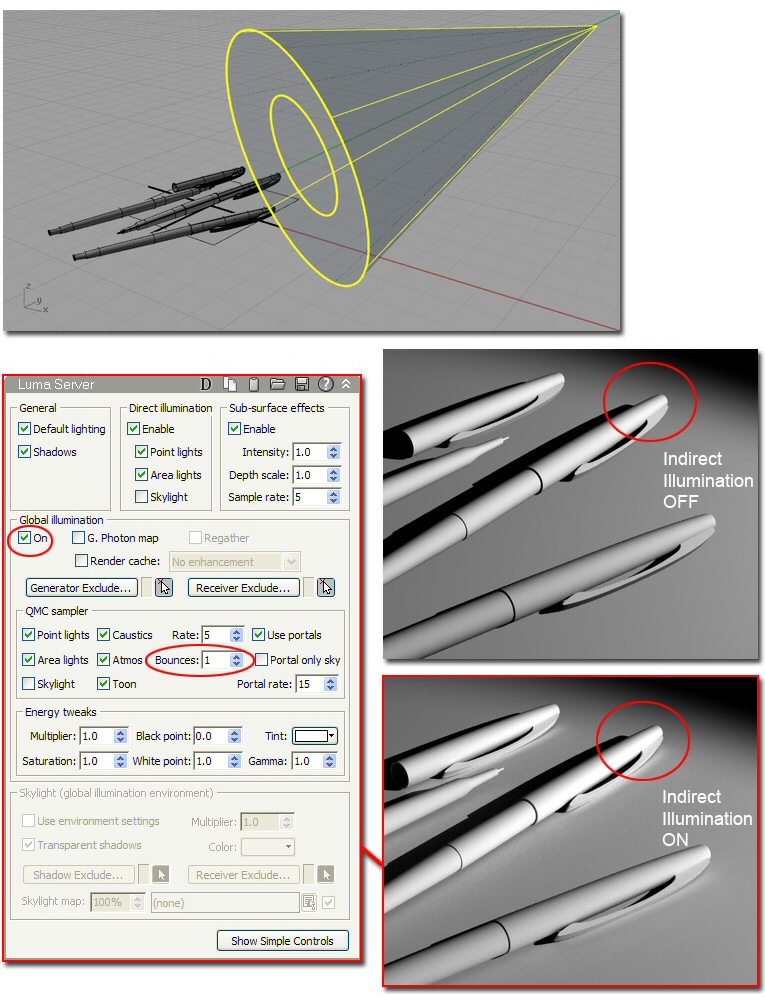 z
y
x
Luma Server
D
?
General
Default lighting
Shadows
Direct illumination
Enable
Point lights
Area lights
Skylight
Sub-surface effects
Enable
Intensity: 1.0
Depth scale: 1.0
Sample rate: 5
Global illumination
On G. Photon map Regather
Render cache: No enhancement
Generator Exclude... Receiver Exclude...
QMC sampler
Point lights Caustics Rate: 5 Use portals
Area lights Atmos Bounces: 1 Portal only sky
Skylight Toon Portal rate: 15
Energy tweaks
Multiplier: 1.0 Black point: 0.0 Tint:
Saturation: 1.0 White point: 1.0 Gamma: 1.0
Skylight (global illumination environment)
Use environment settings Multiplier: 1.0
Transparent shadows Color:
Shadow Exclude... Receiver Exclude...
Skylight map: 100% (none)
Show Simple Controls
Indirect
Illumination
OFF
Indirect
Illumination
ON